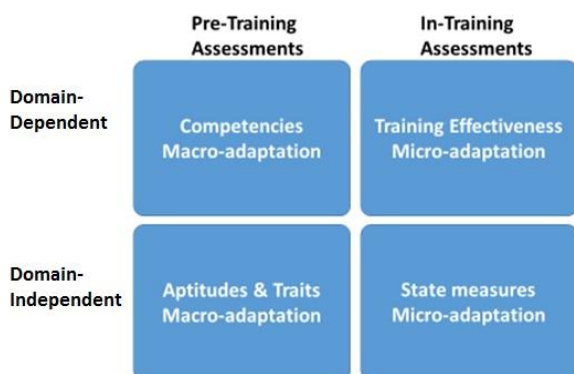 Pre-Training
Assessments
In-Training
Assessments
Domain-
Dependent
Competencies
Macro-adaptation
Training Effectiveness
Micro-adaptation
Domain-
Independent
Aptitudes & Traits
Macro-adaptation
State measures
Micro-adaptation